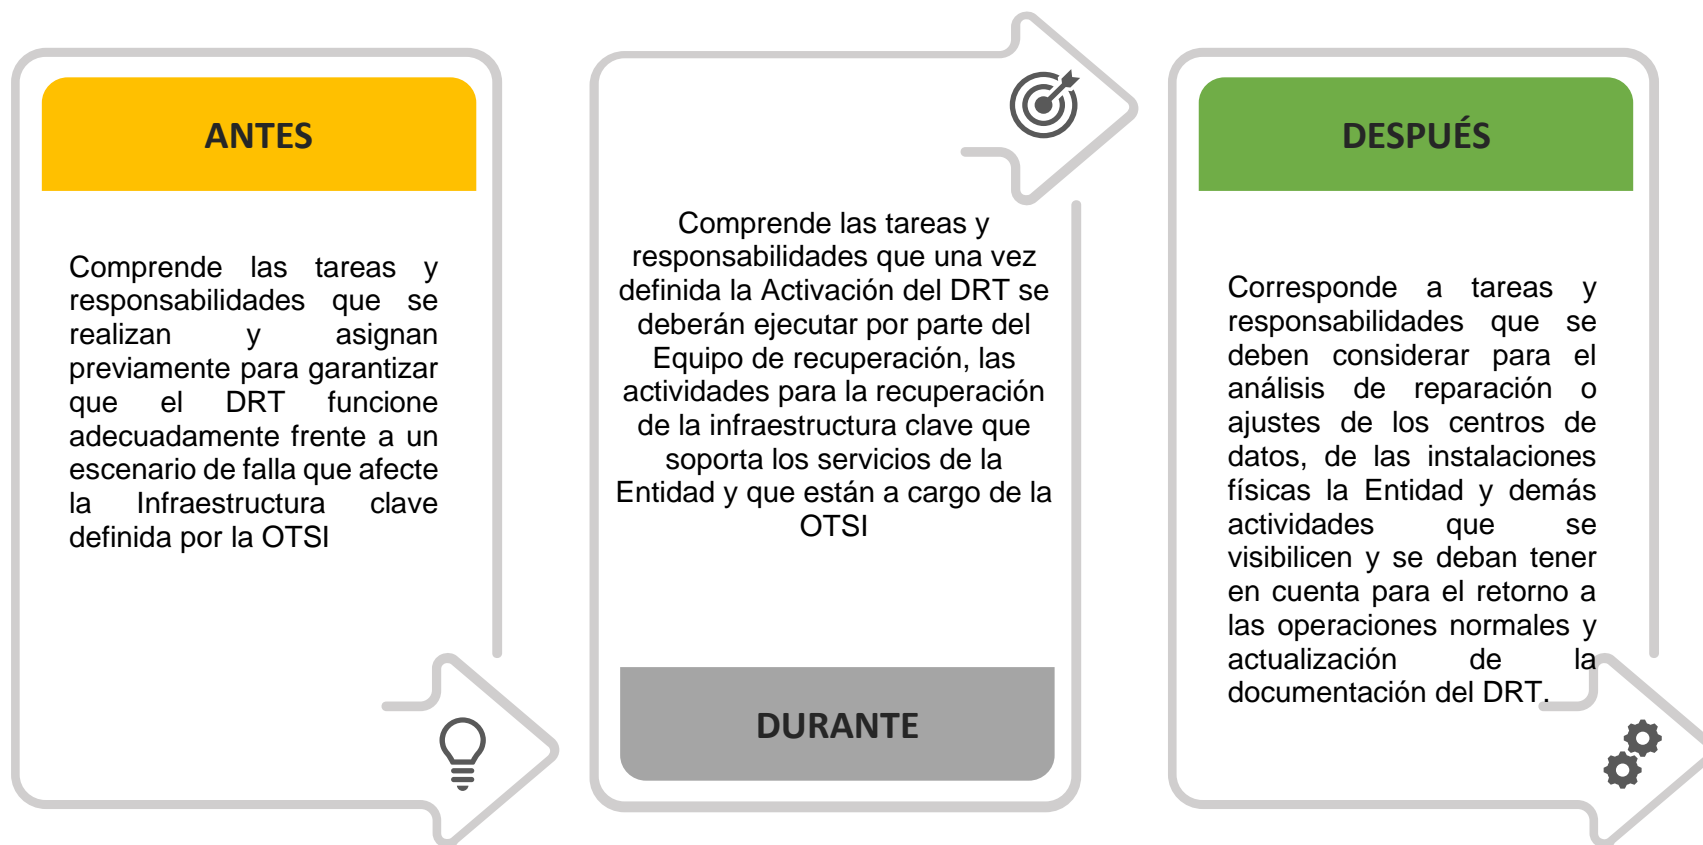 ANTES
Comprende las tareas y
responsabilidades que se
realizan y asignan
previamente para garantizar
que el DRT funcione
adecuadamente frente a un
escenario de falla que afecte
la Infraestructura clave
definida por la OTSI
Comprende las tareas y
responsabilidades que una vez
definida la Activación del DRT se
deberán ejecutar por parte del
Equipo de recuperación, las
actividades para la recuperación
de la infraestructura clave que
soporta los servicios de la
Entidad y que están a cargo de la
OTSI
DURANTE
DESPUÉS
Corresponde a tareas y
responsabilidades que se
deben considerar para el
análisis de reparación o
ajustes de los centros de
datos, de las instalaciones
físicas la Entidad y demás
actividades que se
visibilicen y se deban tener
en cuenta para el retorno a
las operaciones normales y
actualización de la
documentación del DRT.